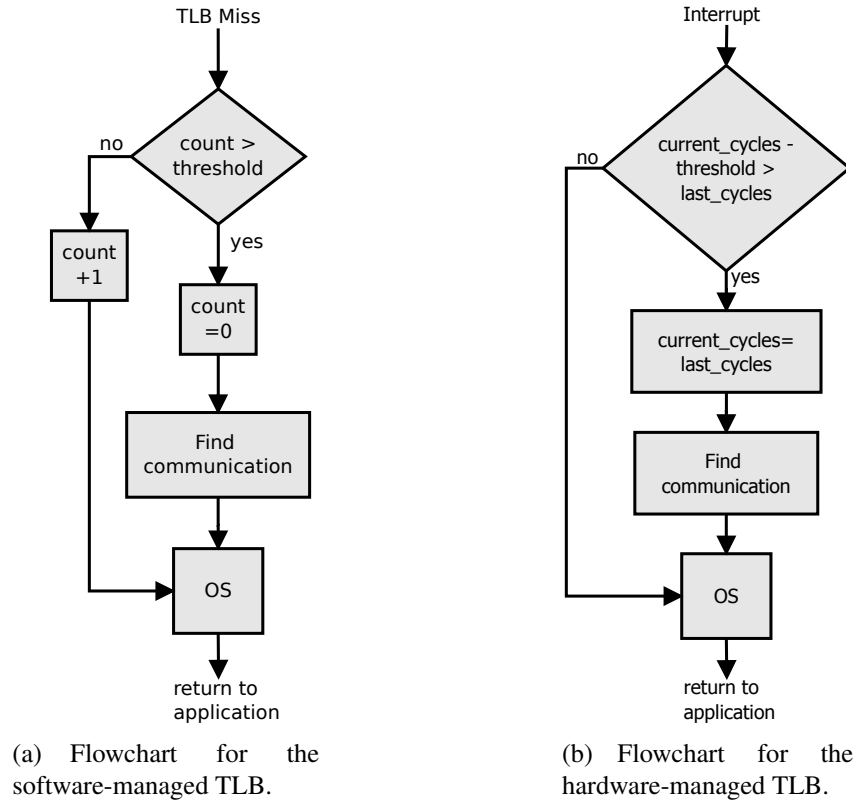 TLB Miss
count >
threshold
no
yes
count
+1
count
=0
Find
communication
OS
return to
application
(a) Flowchart for the
software-managed TLB.
Interrupt
current_cycles -
threshold >
last_cycles
no
yes
current_cycles=
last_cycles
Find
communication
OS
return to
application
(b) Flowchart for the
hardware-managed TLB.